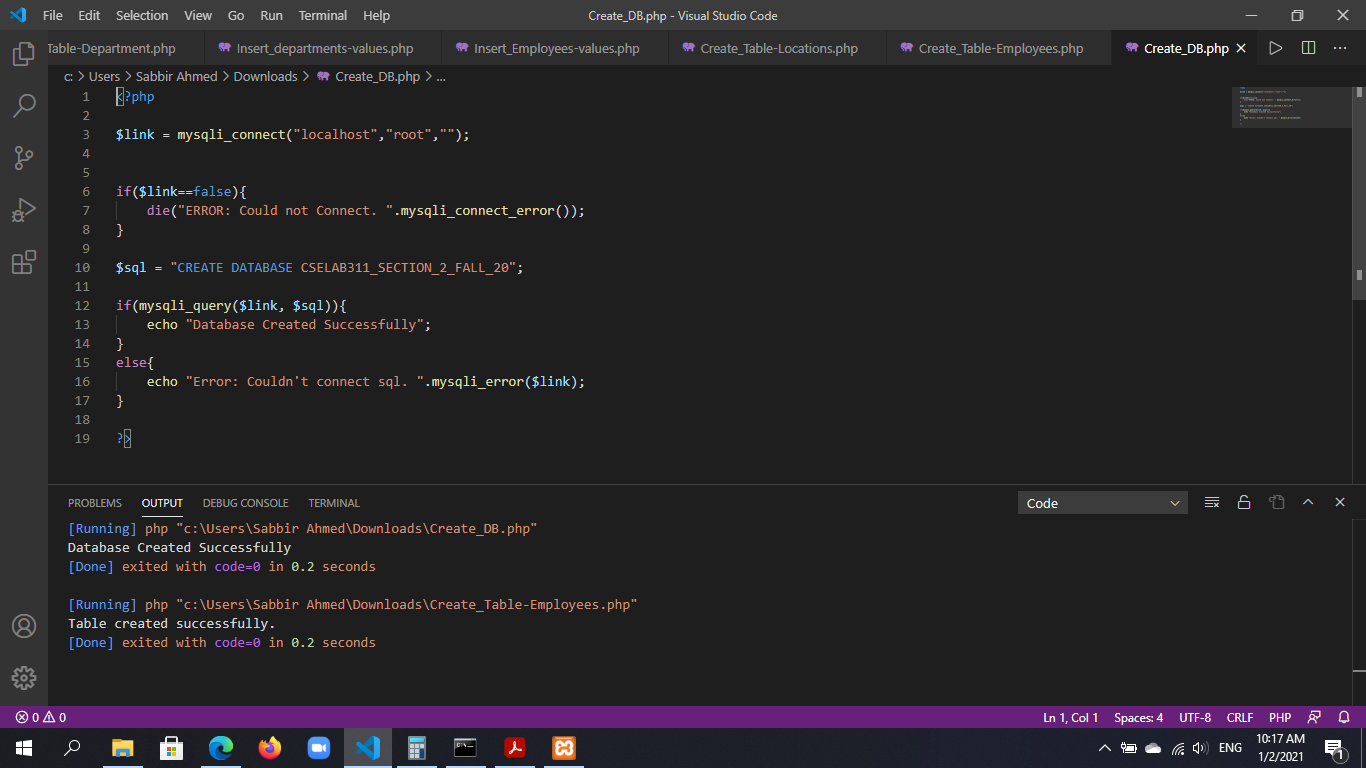 File Edit Selection View Go Run Terminal Help Create_DB.php - Visual Studio Code
Table-Department.php Insert_departments-values.php Insert_Employees-values.php Create_Table-Locations.php Create_Table-Employees.php Create_DB.php
c: > Users > Sabbir Ahmed > Downloads > Create_DB.php > ...
1 <?php
2
3 $link = mysqli_connect("localhost","root","");
4
5
6 if($link==false){
7 die("ERROR: Could not Connect. ".mysqli_connect_error());
8 }
9
10 $sql = "CREATE DATABASE CSELAB311_SECTION_2_FALL_20";
11
12 if(mysqli_query($link, $sql)){
13 echo "Database Created Successfully";
14 }
15 else{
16 echo "Error: Couldn't connect sql. ".mysqli_error($link);
17 }
18
19 ?>
PROBLEMS OUTPUT DEBUG CONSOLE TERMINAL Code
[Running] php "c:\Users\Sabbir Ahmed\Downloads\Create_DB.php"
Database Created Successfully
[Done] exited with code=0 in 0.2 seconds
[Running] php "c:\Users\Sabbir Ahmed\Downloads\Create_Table-Employees.php"
Table created successfully.
[Done] exited with code=0 in 0.2 seconds
0 0 Ln 1, Col 1 Spaces: 4 UTF-8 CRLF PHP
ENG 10:17 AM 1
1/2/2021